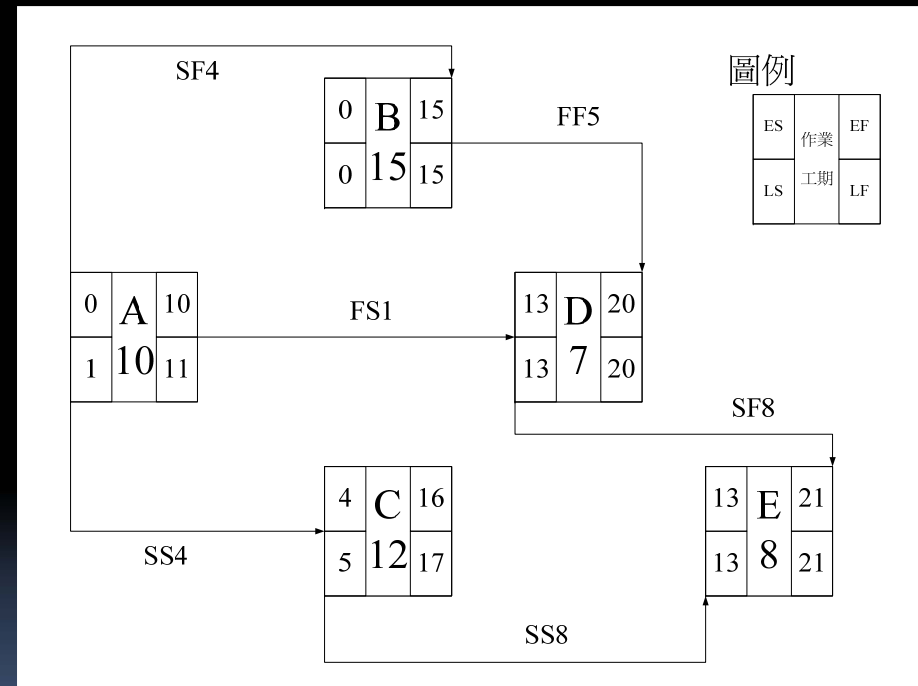 SF4
圖例
0 B 15
0 15 15
FF5
ES 作業 EF
LS 工期 LF
0 A 10
1 10 11
FS1
13 D 20
13 7 20
SF8
4 C 16
5 12 17
SS4
13 E 21
13 8 21
SS8